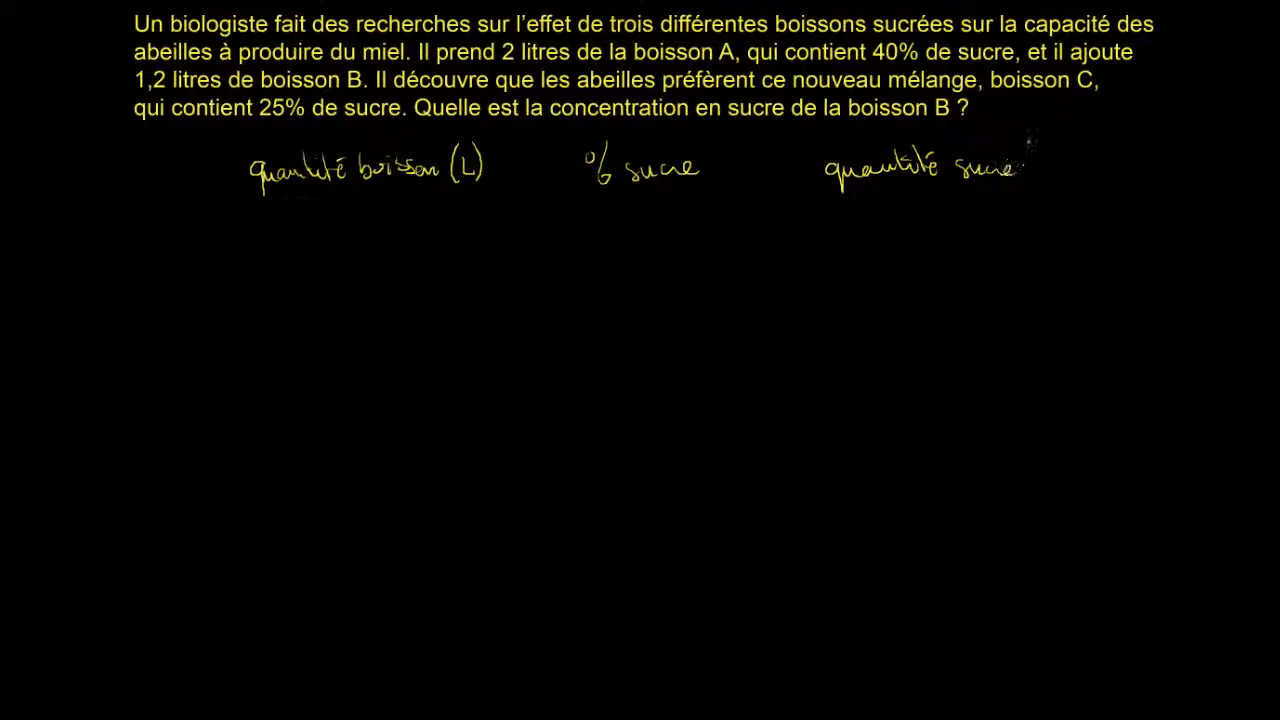 Un biologiste fait des recherches sur l’effet de trois différentes boissons sucrées sur la capacité des
abeilles à produire du miel. Il prend 2 litres de la boisson A, qui contient 40% de sucre, et il ajoute
1,2 litres de boisson B. Il découvre que les abeilles préfèrent ce nouveau mélange, boisson C,
qui contient 25% de sucre. Quelle est la concentration en sucre de la boisson B ?
quantité boisson (L) % sucre quantité sucre